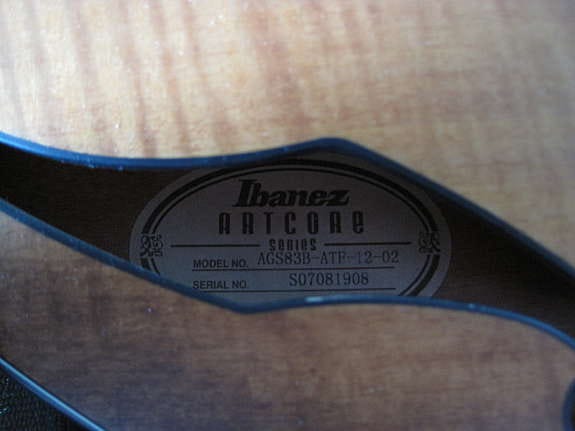 Ibanez
ARTCORE
SERIES
MODEL NO. AGS83B-ATF-12-02
SERIAL NO. S07081908